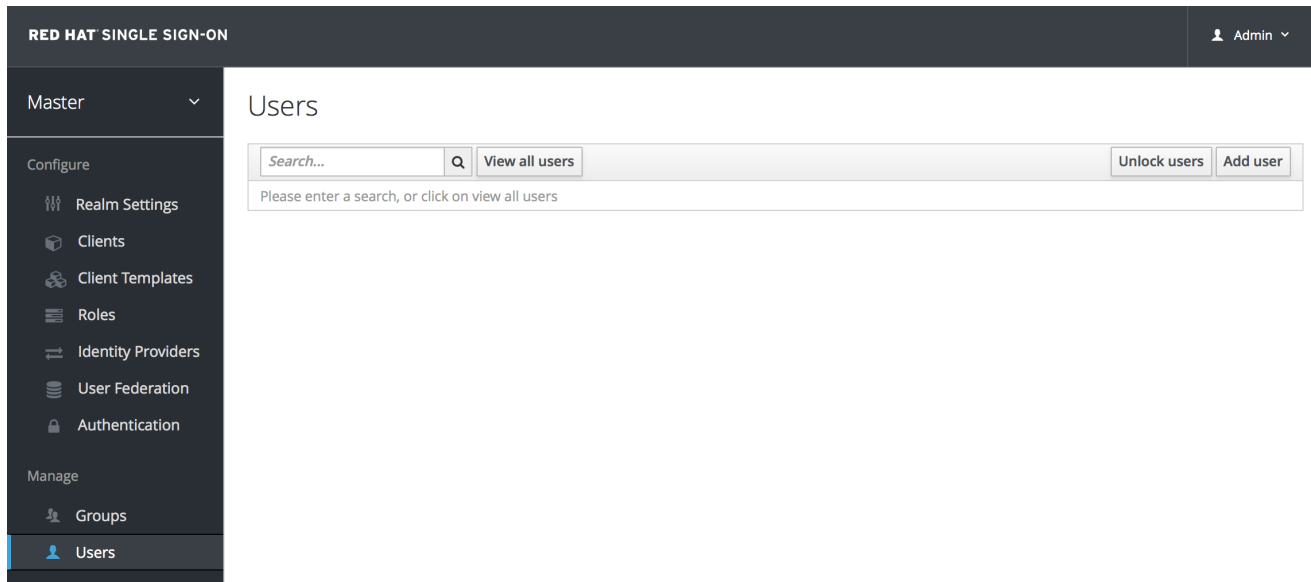 RED HAT SINGLE SIGN-ON
Admin
Master
Users
Search...
View all users
Unlock users
Add user
Please enter a search, or click on view all users
Configure
Realm Settings
Clients
Client Templates
Roles
Identity Providers
User Federation
Authentication
Manage
Groups
Users